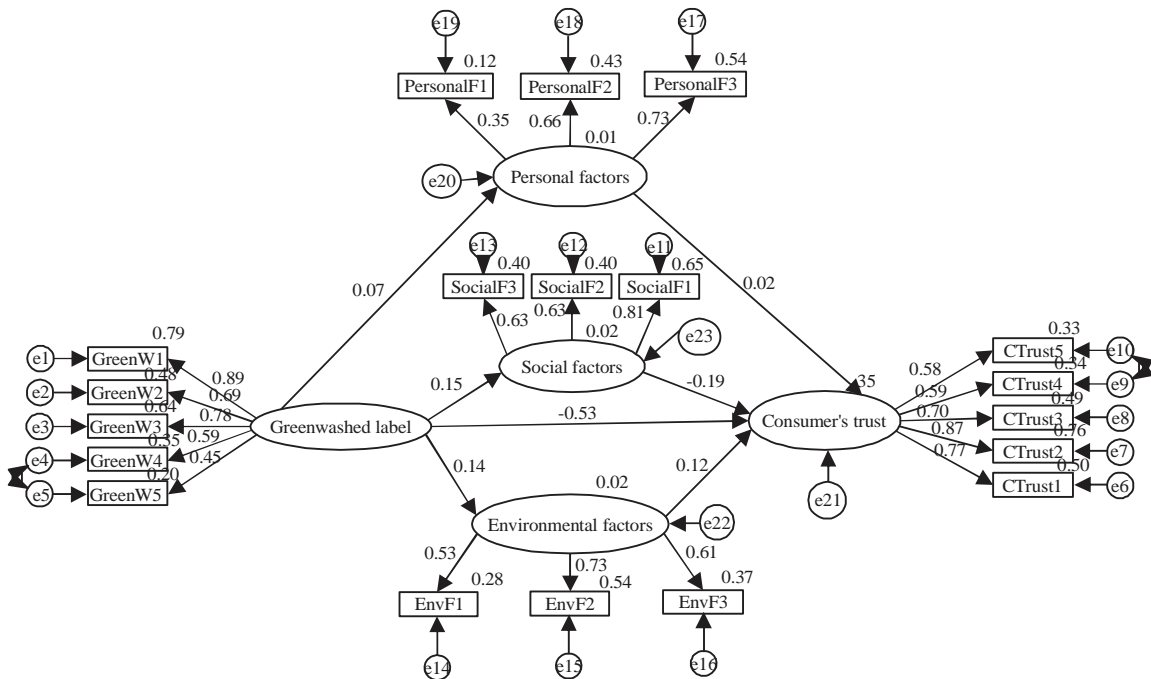 e19 e18 e17
0.12 0.43 0.54
PersonalF1 PersonalF2 PersonalF3
0.35 0.66 0.73
0.01
e20 Personal factors
e13 e12 e11
0.40 0.40 0.65
SocialF3 SocialF2 SocialF1
0.07 0.02
0.63 0.63 0.81
0.02 e23
0.79 0.33
e1 GreenW1 Social factors CTrust5 e10
0.89 0.15 -0.19 .35 0.58 0.34
e2 GreenW2 CTrust4 e9
0.48 0.69 0.59 0.49
e3 GreenW3 Greenwashed label -0.53 Consumer's trust CTrust3 e8
0.64 0.78 0.70 0.76
e4 GreenW4 CTrust2 e7
0.35 0.59 0.87 0.50
e5 GreenW5 CTrust1 e6
0.20 0.45 0.77
0.14 0.12
0.02 e21
Environmental factors e22
0.53 0.73 0.61
0.28 0.54 0.37
EnvF1 EnvF2 EnvF3
e14 e15 e16